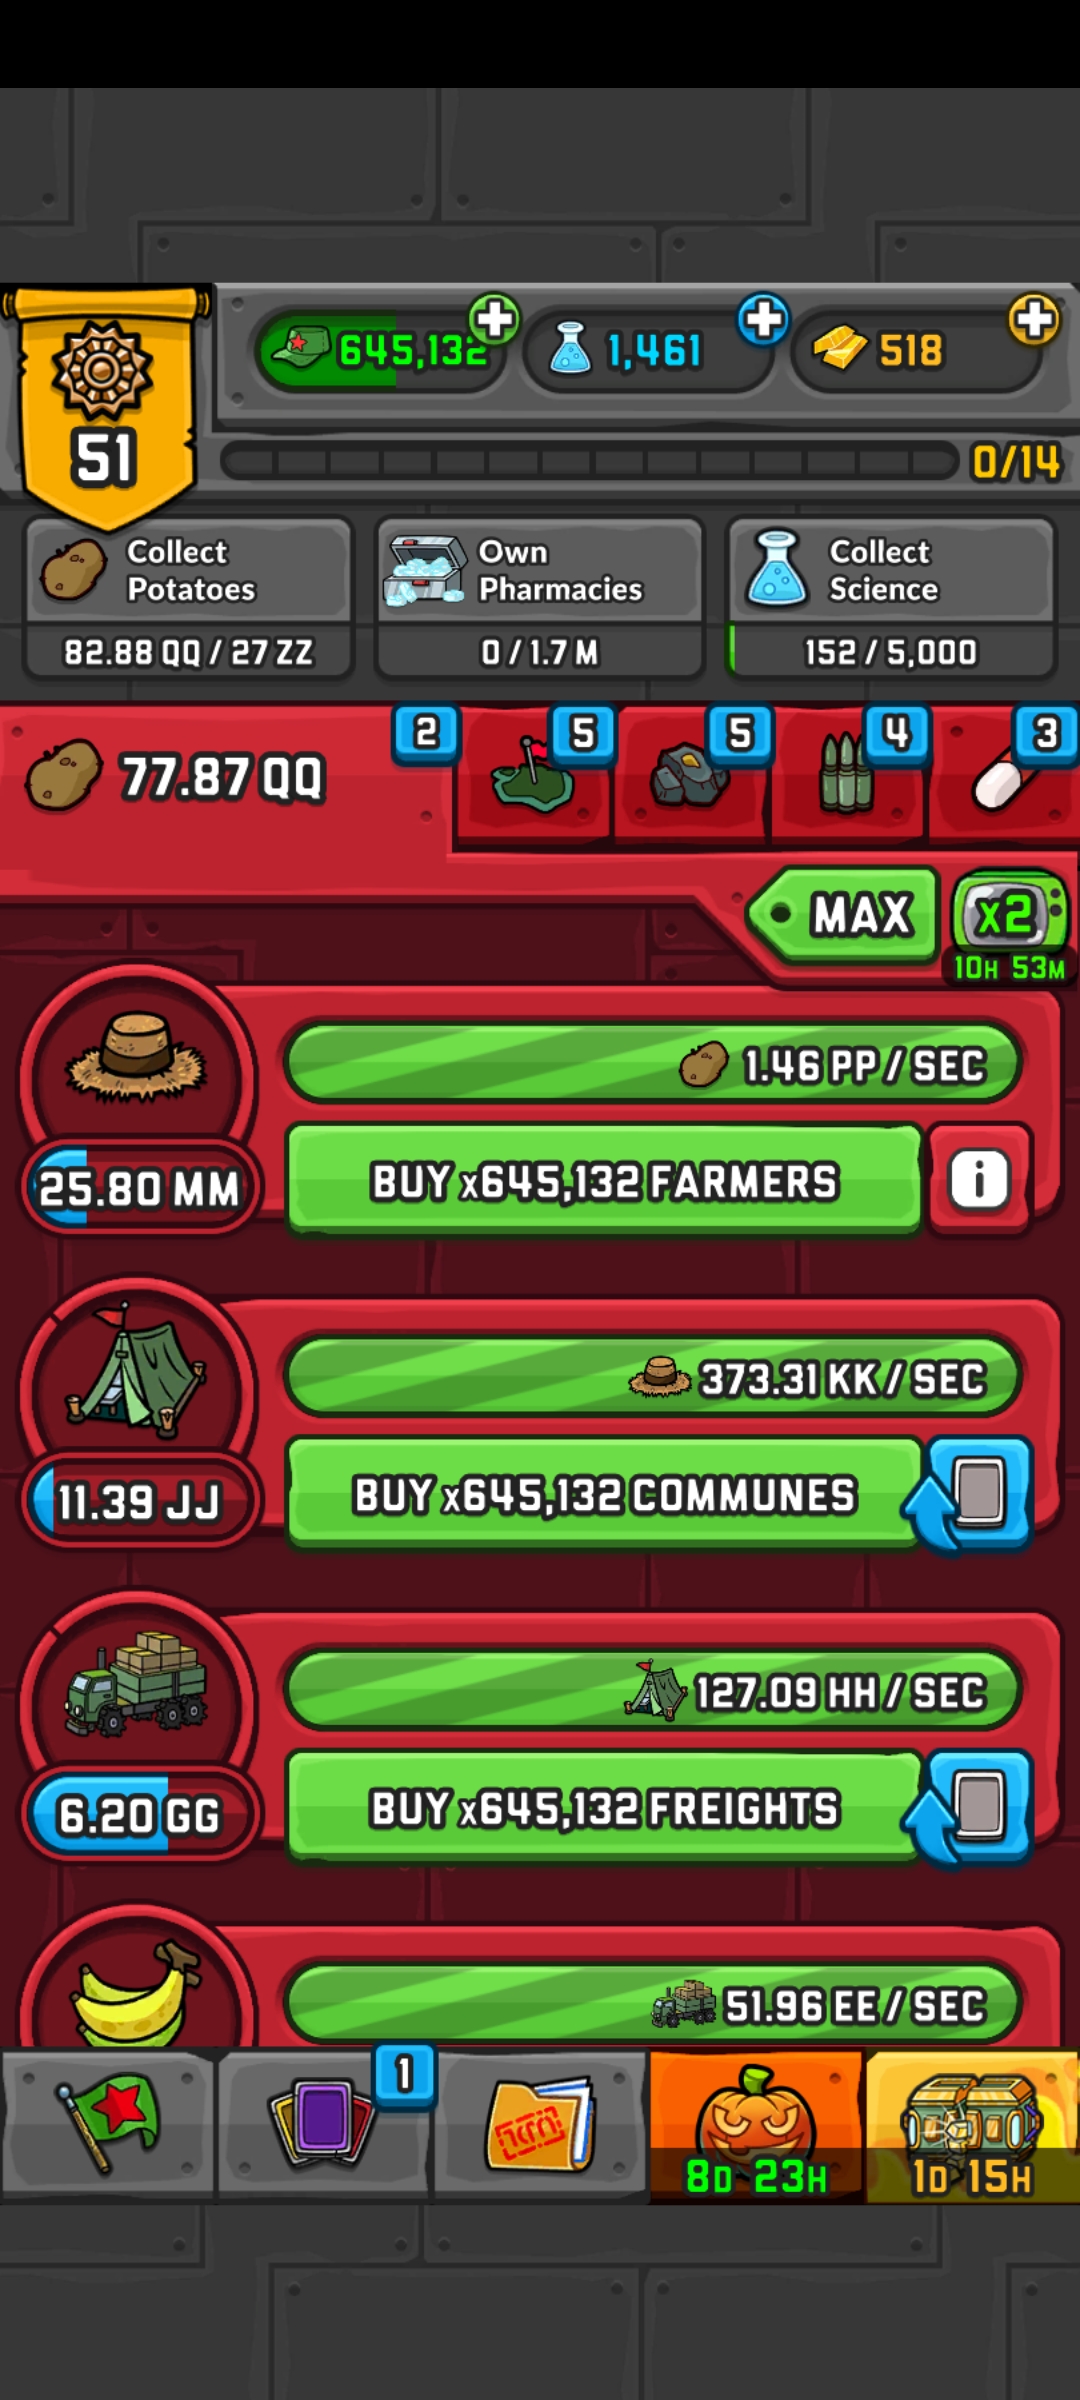 645,132
1,461
518
51
0/14
Collect
Potatoes
82.88 QQ / 27 ZZ
Own
Pharmacies
0 / 1.7 M
Collect
Science
152 / 5,000
77.87 QQ
2
5
5
4
3
MAX
x2
10H 53M
1.46 PP / SEC
25.80 MM
BUY x645,132 FARMERS
i
373.31 KK / SEC
11.39 JJ
BUY x645,132 COMMUNES
127.09 HH / SEC
6.20 GG
BUY x645,132 FREIGHTS
51.96 EE / SEC
1
8D 23H
1D 15H